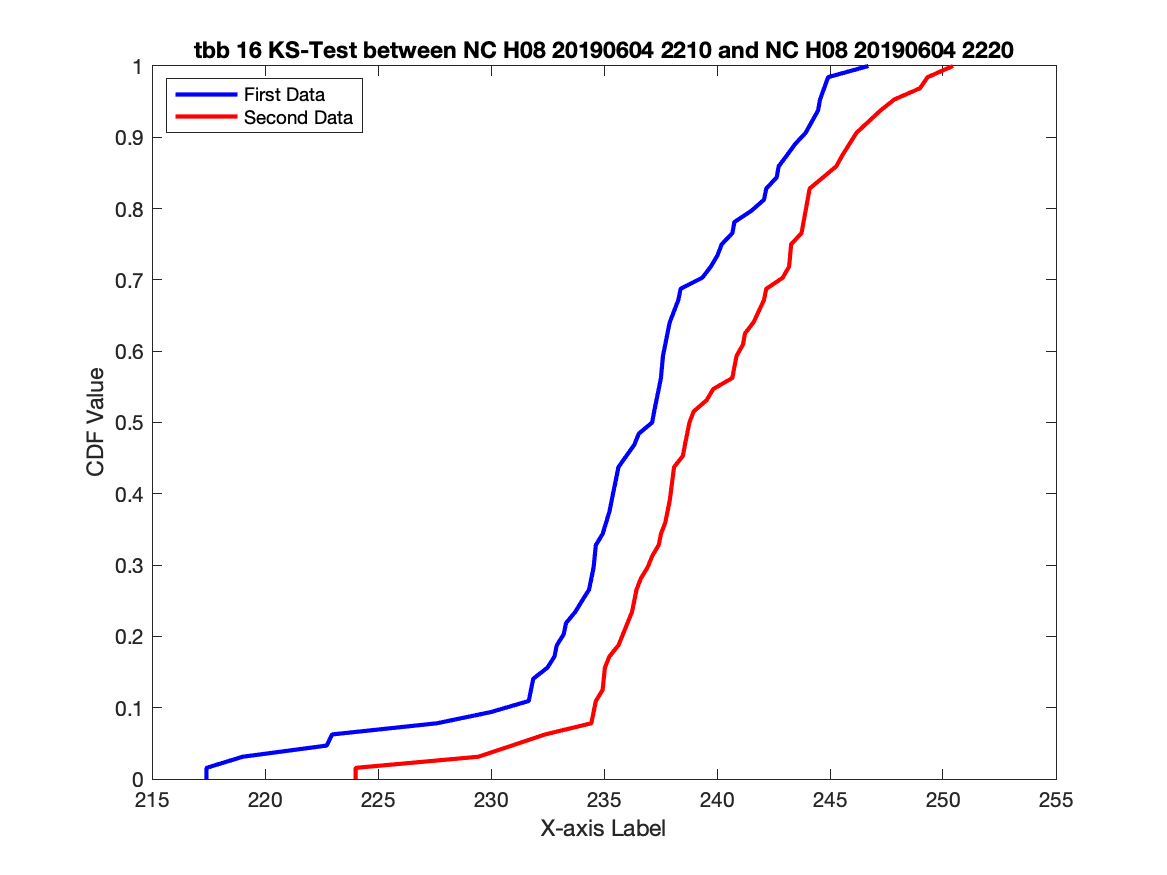 tbb 16 KS-Test between NC H08 20190604 2210 and NC H08 20190604 2220
First Data
Second Data
CDF Value
1
0.9
0.8
0.7
0.6
0.5
0.4
0.3
0.2
0.1
0
215 220 225 230 235 240 245 250 255
X-axis Label